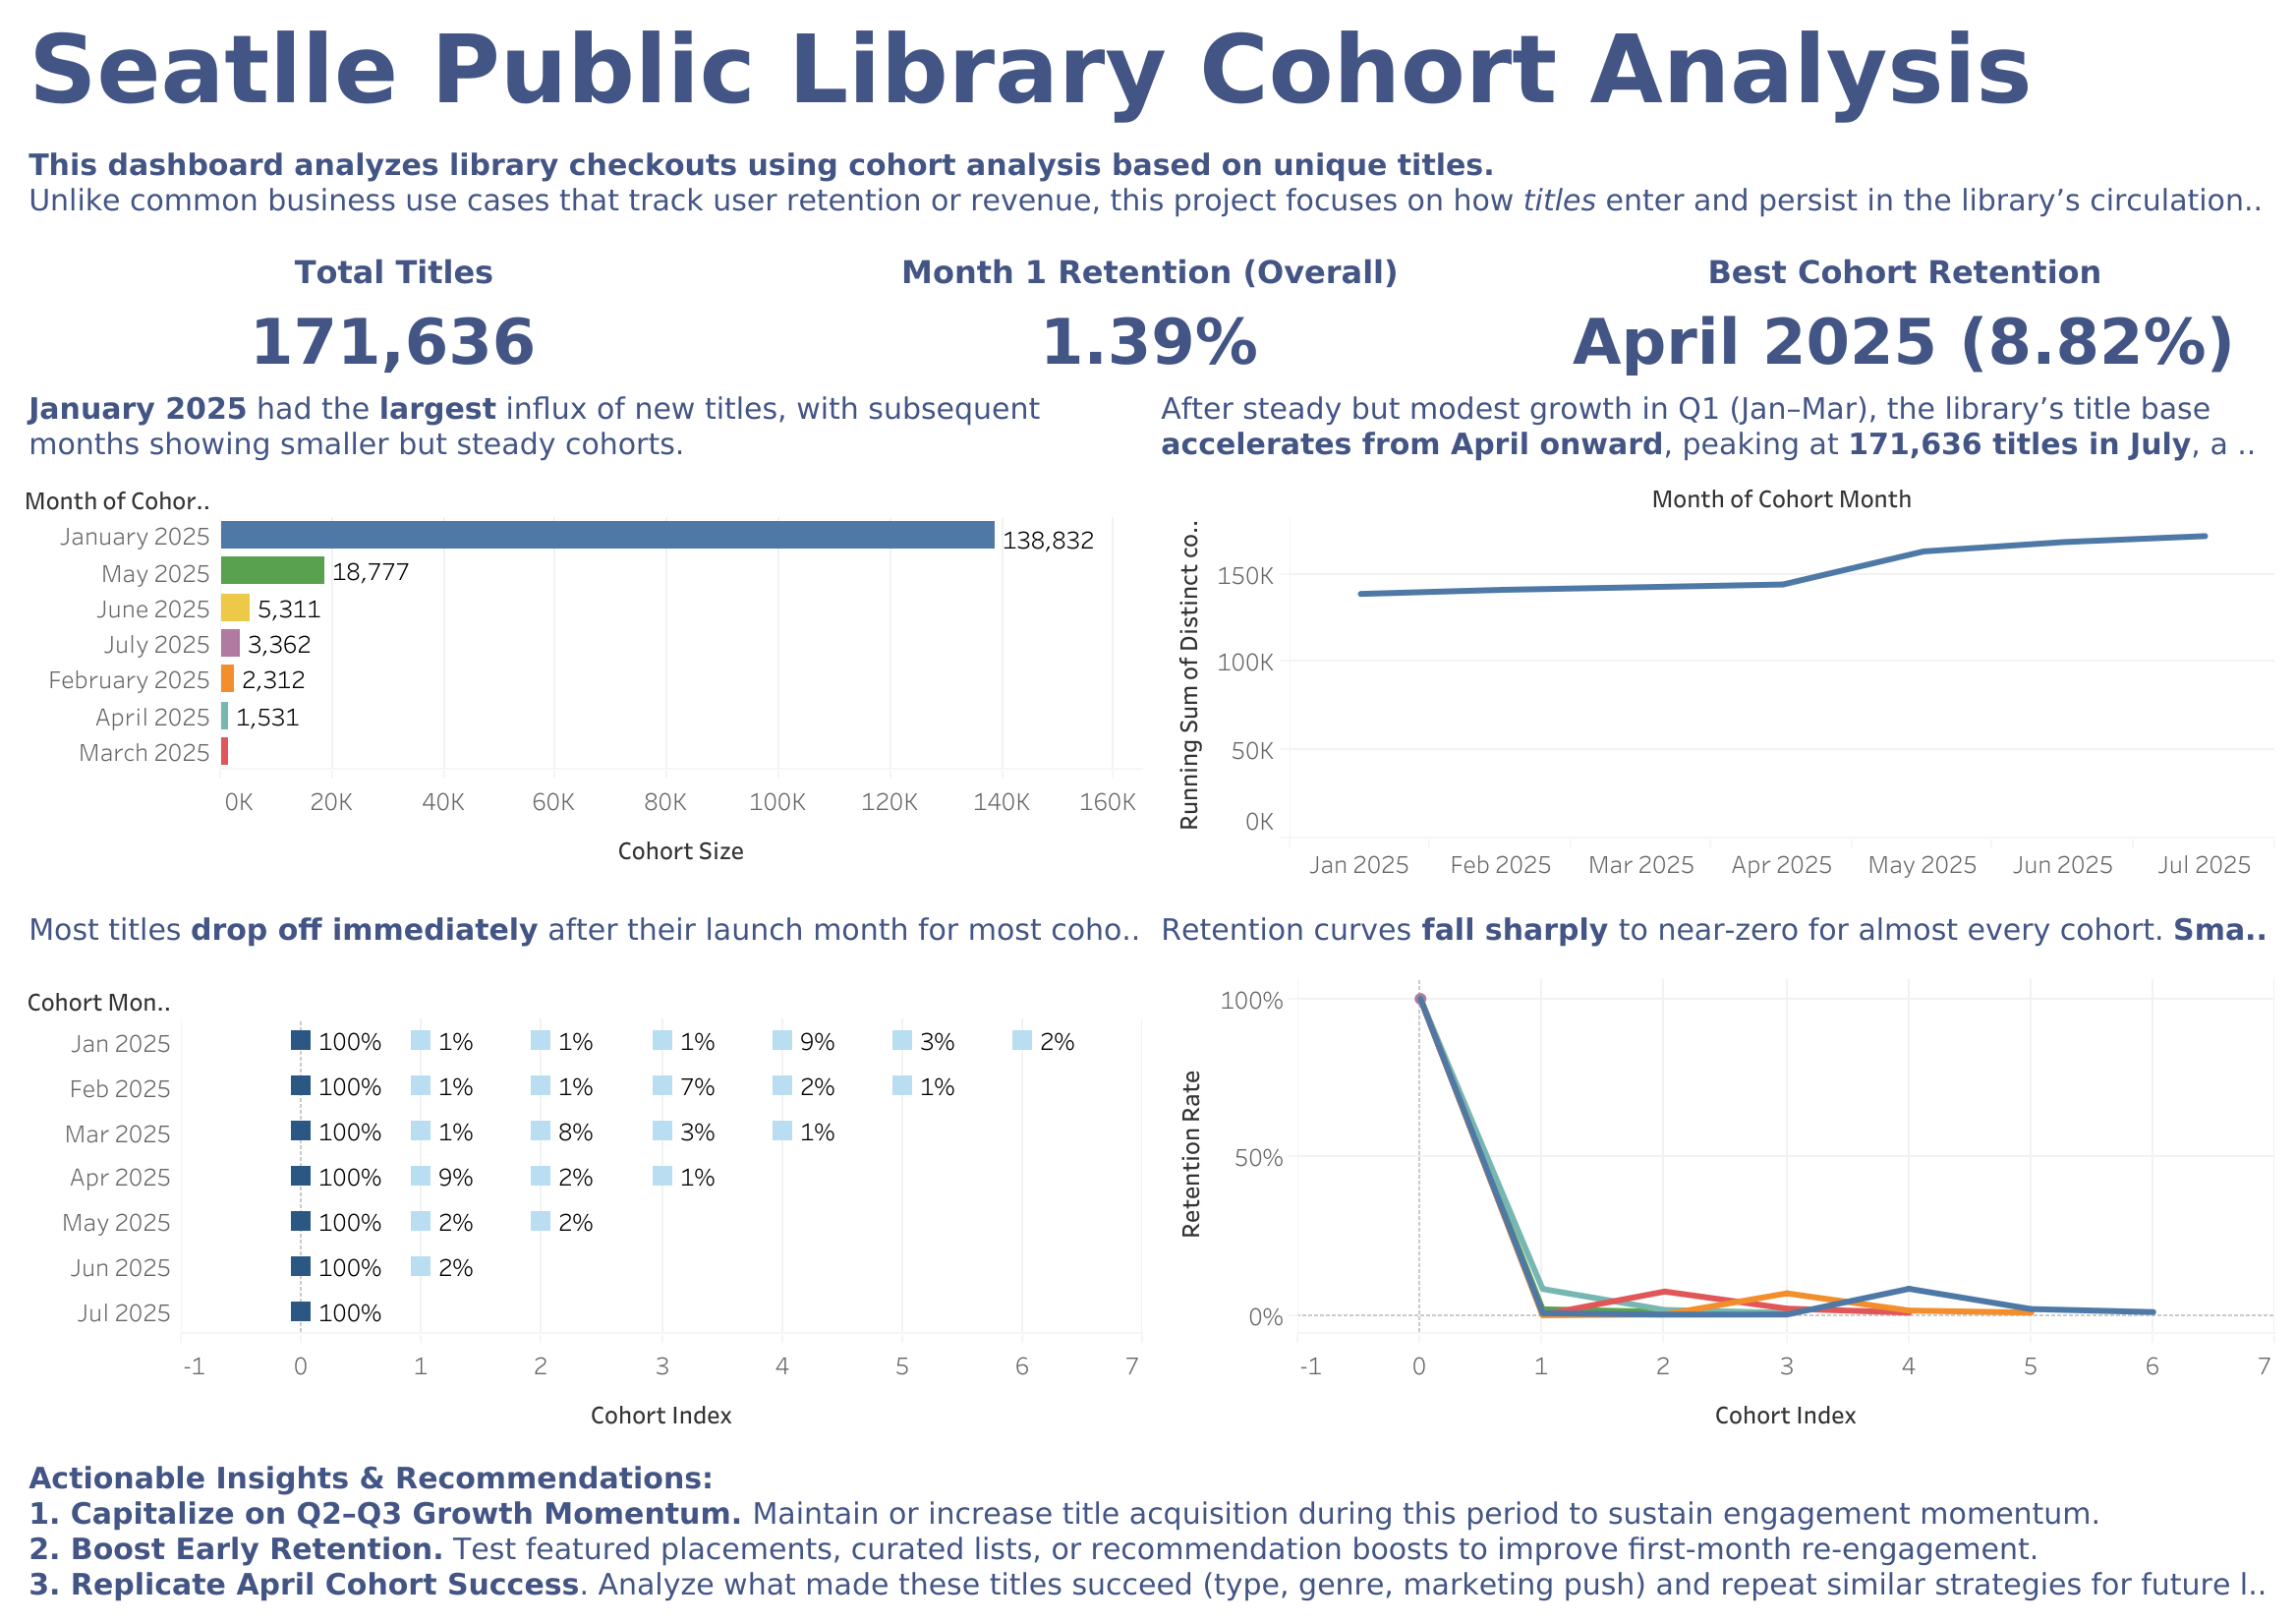 Seatlle Public Library Cohort Analysis
This dashboard analyzes library checkouts using cohort analysis based on unique titles.
Unlike common business use cases that track user retention or revenue, this project focuses on how titles enter and persist in the library’s circulation..
Total Titles
171,636
Month 1 Retention (Overall)
1.39%
Best Cohort Retention
April 2025 (8.82%)
January 2025 had the largest influx of new titles, with subsequent
months showing smaller but steady cohorts.
Month of Cohor..
January 2025 138,832
May 2025 18,777
June 2025 5,311
July 2025 3,362
February 2025 2,312
April 2025 1,531
March 2025
0K 20K 40K 60K 80K 100K 120K 140K 160K
Cohort Size
After steady but modest growth in Q1 (Jan–Mar), the library’s title base
accelerates from April onward, peaking at 171,636 titles in July, a ..
Month of Cohort Month
Running Sum of Distinct co..
150K
100K
50K
0K
Jan 2025 Feb 2025 Mar 2025 Apr 2025 May 2025 Jun 2025 Jul 2025
Most titles drop off immediately after their launch month for most coho..
Cohort Mon..
Jan 2025 100% 1% 1% 1% 9% 3% 2%
Feb 2025 100% 1% 1% 7% 2% 1%
Mar 2025 100% 1% 8% 3% 1%
Apr 2025 100% 9% 2% 1%
May 2025 100% 2% 2%
Jun 2025 100% 2%
Jul 2025 100%
-1 0 1 2 3 4 5 6 7
Cohort Index
Retention curves fall sharply to near-zero for almost every cohort. Sma..
Retention Rate
100%
50%
0%
-1 0 1 2 3 4 5 6 7
Cohort Index
Actionable Insights & Recommendations:
1. Capitalize on Q2–Q3 Growth Momentum. Maintain or increase title acquisition during this period to sustain engagement momentum.
2. Boost Early Retention. Test featured placements, curated lists, or recommendation boosts to improve first-month re-engagement.
3. Replicate April Cohort Success. Analyze what made these titles succeed (type, genre, marketing push) and repeat similar strategies for future l..